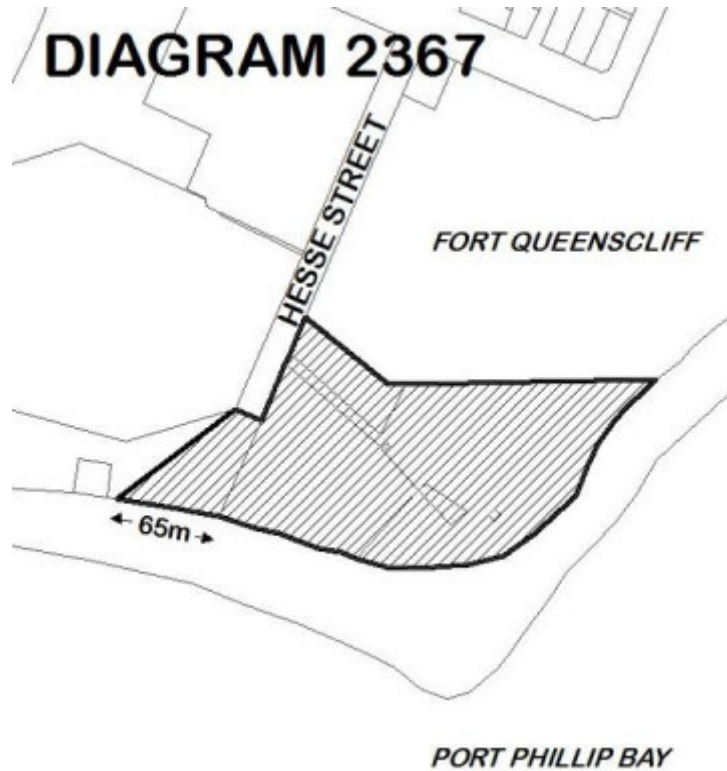 DIAGRAM 2367
HESSE STREET
FORT QUEENSCLIFF
65m
PORT PHILLIP BAY